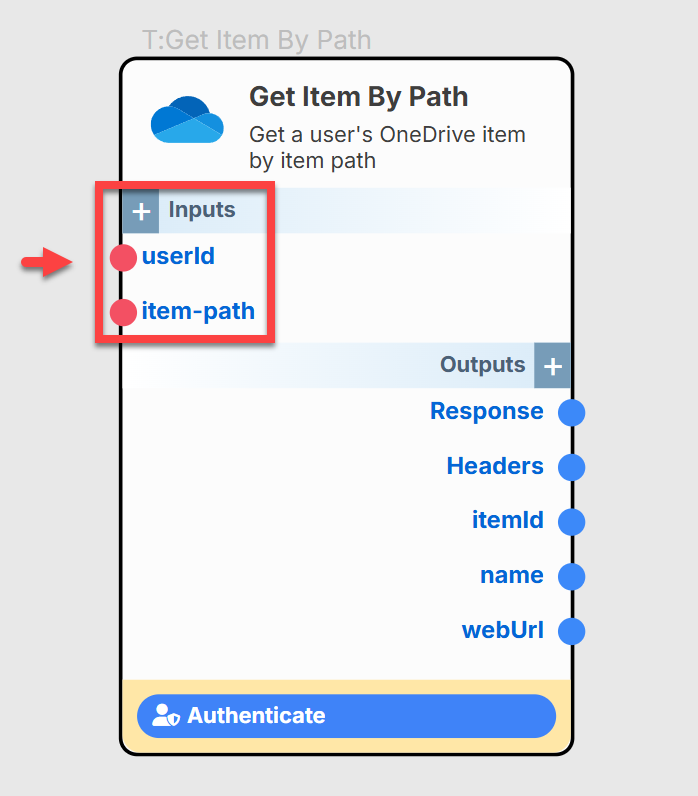 T:Get Item By Path
Get Item By Path
Get a user's OneDrive item
by item path
+ Inputs
userId
item-path
Outputs +
Response
Headers
itemId
name
webUrl
Authenticate